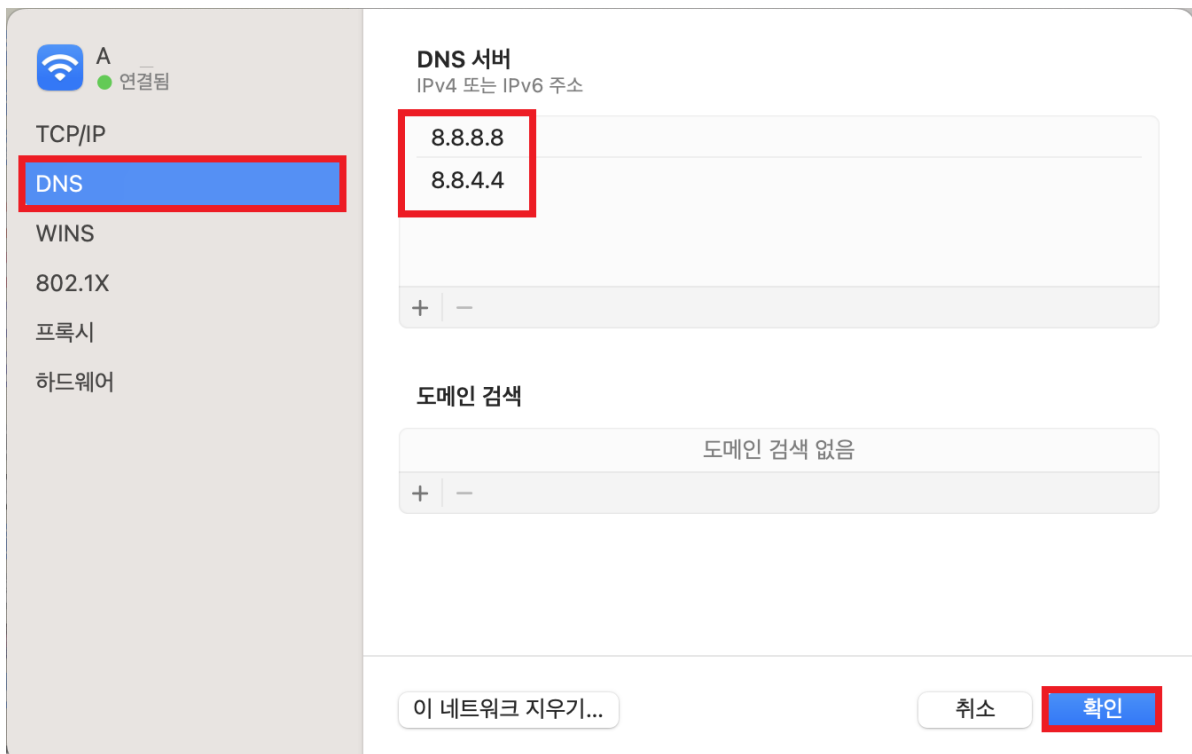 A
연결됨
TCP/IP
DNS
WINS
802.1X
프록시
하드웨어
DNS 서버
IPv4 또는 IPv6 주소
8.8.8.8
8.8.4.4
+ −
도메인 검색
도메인 검색 없음
+ −
이 네트워크 지우기...
취소
확인